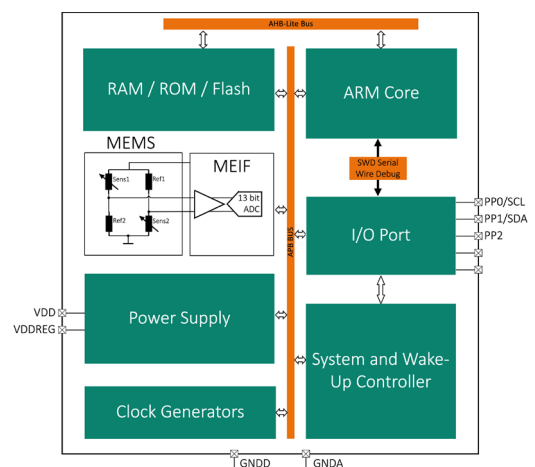 AHB-Lite Bus
RAM / ROM / Flash
ARM Core
MEMS
MEIF
Sens1
Ref1
Ref2
Sens2
13 bit
ADC
SWD Serial
Wire Debug
APB BUS
I/O Port
PP0/SCL
PP1/SDA
PP2
Power Supply
VDD
VDDREG
System and Wake-
Up Controller
Clock Generators
GNDD
GNDA